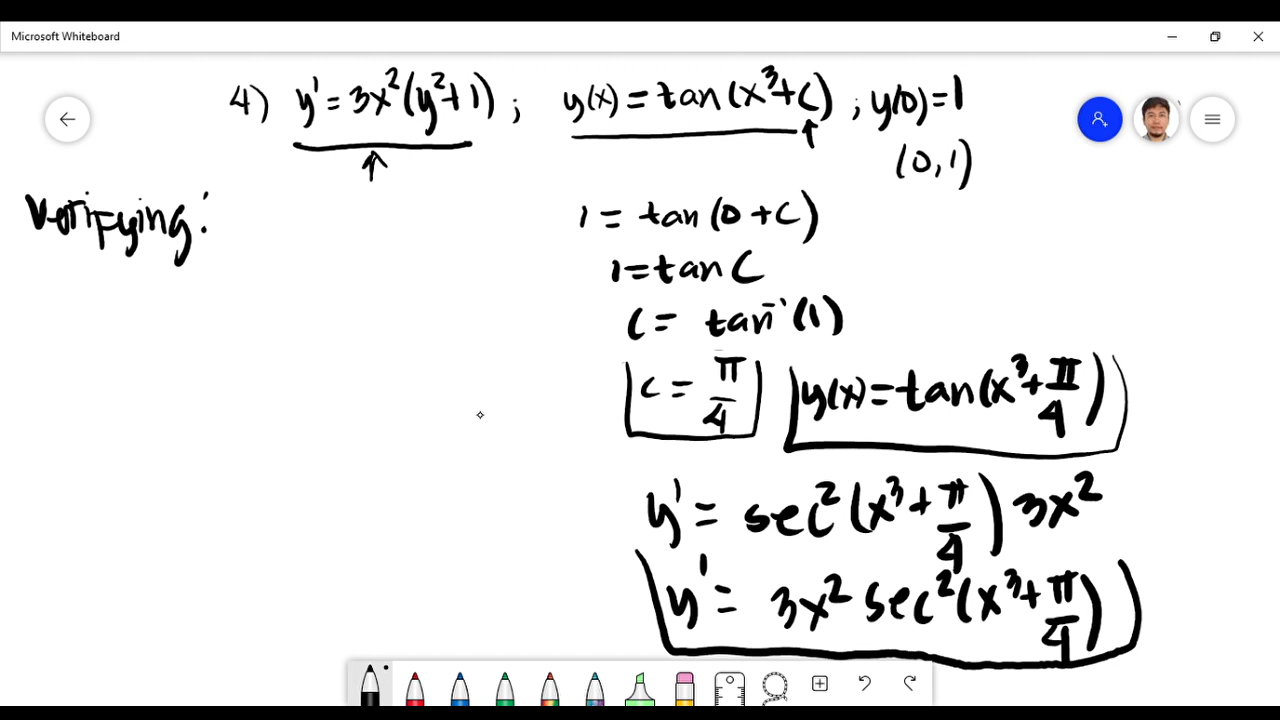 Microsoft Whiteboard
4) y' = 3x²(y²+1) ; y(x) = tan(x³+C) ; y(0)=1
(0,1)
Verifying:
1 = tan(0+C)
1=tan C
C = tan⁻¹(1)
C = π/4
y(x)=tan(x³+π/4)
y' = sec²(x³+π/4) 3x²
y' = 3x² sec²(x³+π/4)